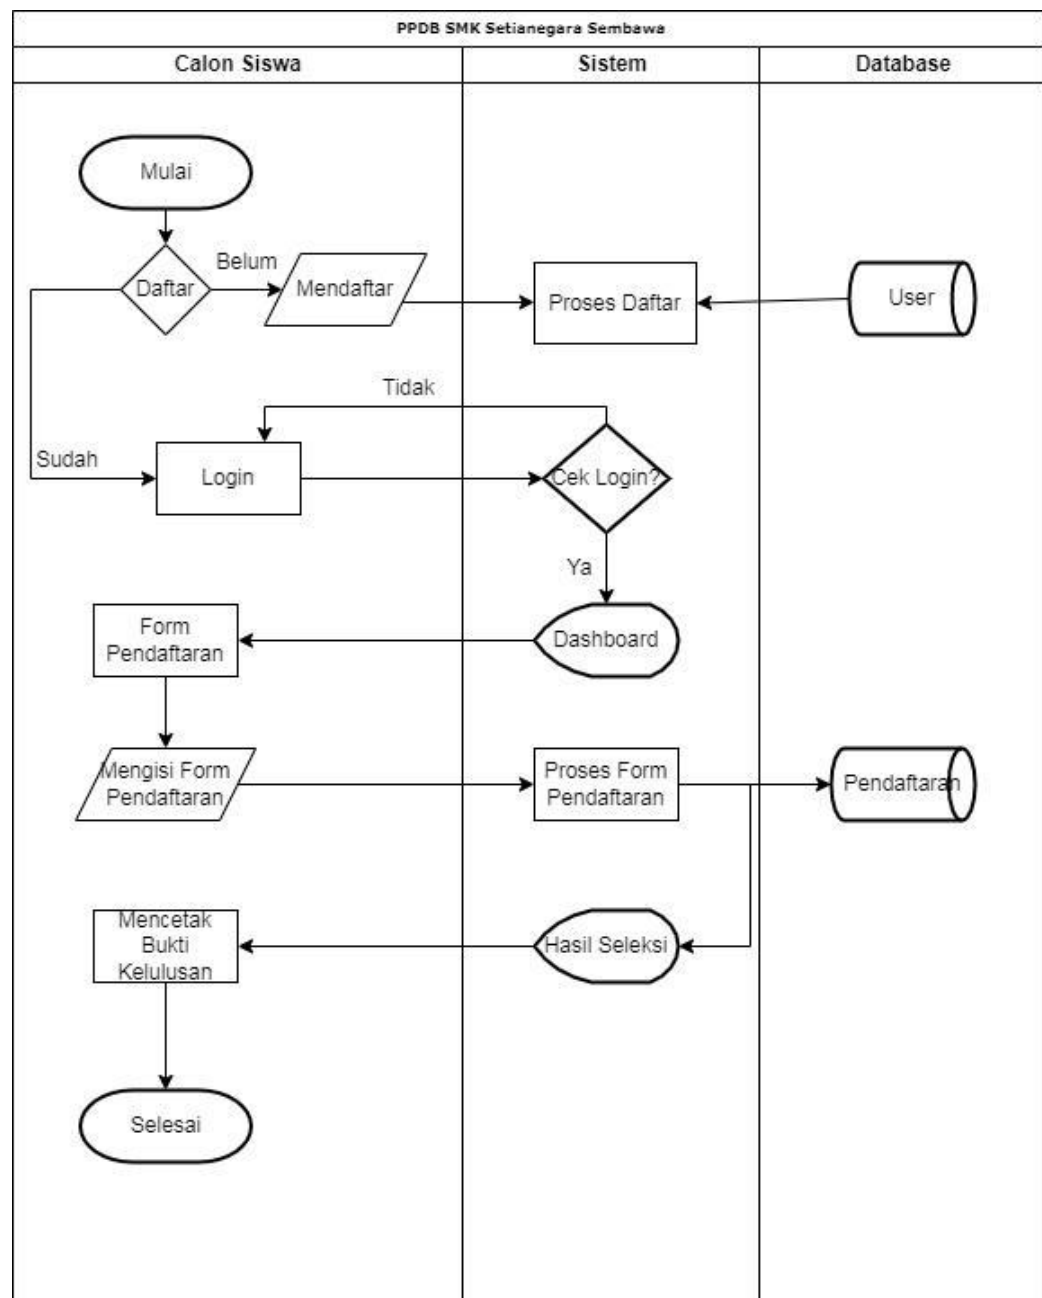 PPDB SMK Setianegara Sembawa
Calon Siswa
Sistem
Database
Mulai
Daftar
Belum
Mendaftar
Proses Daftar
User
Tidak
Sudah
Login
Cek Login?
Ya
Form
Pendaftaran
Dashboard
Mengisi Form
Pendaftaran
Proses Form
Pendaftaran
Pendaftaran
Mencetak
Bukti
Kelulusan
Hasil Seleksi
Selesai